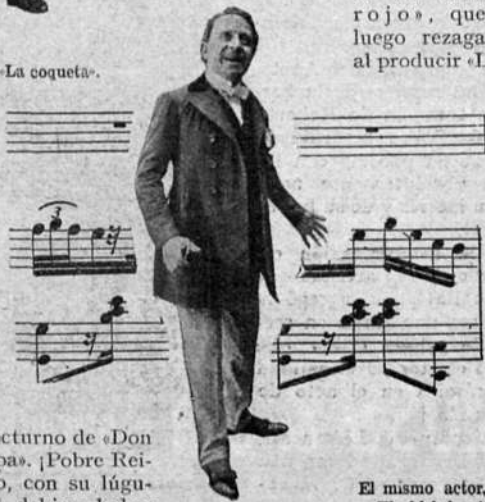 «La coqueta».
rojo», que
luego rezaga
al producir «L
3
cturno de «Don
pa». ¡Pobre Rei-
o, con su lúgu-
El mismo actor.